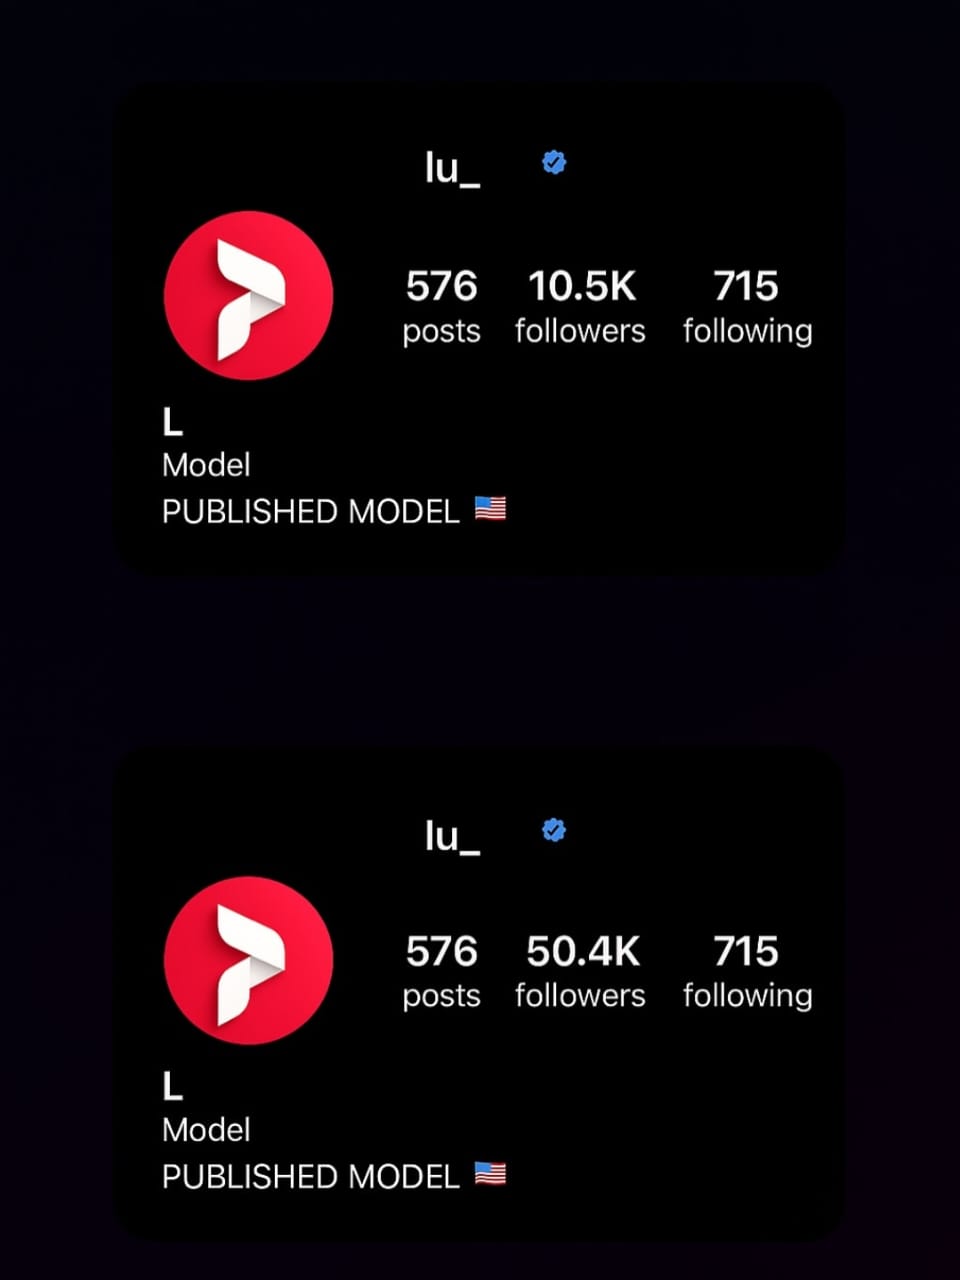 lu_
576 10.5K 715
posts followers following
L
Model
PUBLISHED MODEL 🇺🇸
lu_
576 50.4K 715
posts followers following
L
Model
PUBLISHED MODEL 🇺🇸